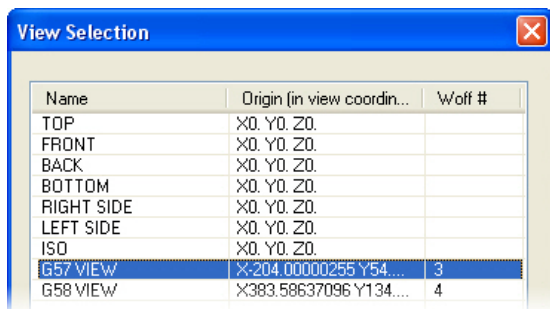 View Selection
Name Origin (in view coordin... Woff #
TOP X0. Y0. Z0.
FRONT X0. Y0. Z0.
BACK X0. Y0. Z0.
BOTTOM X0. Y0. Z0.
RIGHT SIDE X0. Y0. Z0.
LEFT SIDE X0. Y0. Z0.
ISO X0. Y0. Z0.
G57 VIEW X-204.00000255 Y54.... 3
G58 VIEW X383.58637096 Y134.... 4